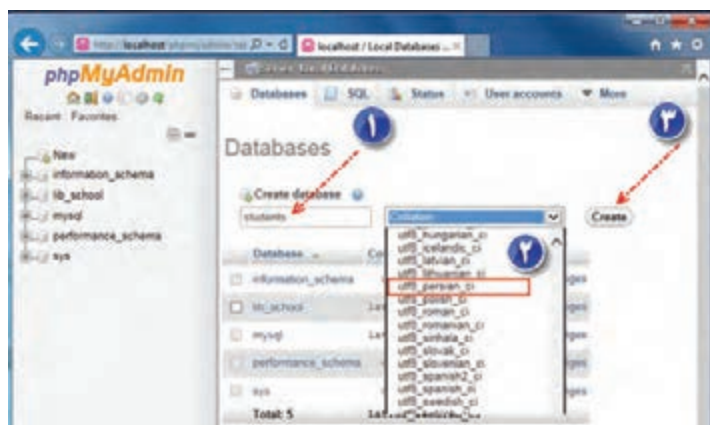 localhost / Local Databases
phpMyAdmin
Recent Favorites
New
information_schema
lib_school
mysql
performance_schema
sys
Databases SQL Status User accounts More
۱
۳
Databases
Create database
students Collation Create
۲
utf8_hungarian_ci
utf8_icelandic_ci
utf8_latvian_ci
utf8_lithuanian_ci
utf8_persian_ci
utf8_polish_ci
utf8_roman_ci
utf8_romanian_ci
utf8_sinhala_ci
utf8_slovak_ci
utf8_slovenian_ci
utf8_spanish2_ci
utf8_spanish_ci
utf8_swedish_ci
Database
information_schema
lib_school
mysql
performance_schema
sys
Total: 5